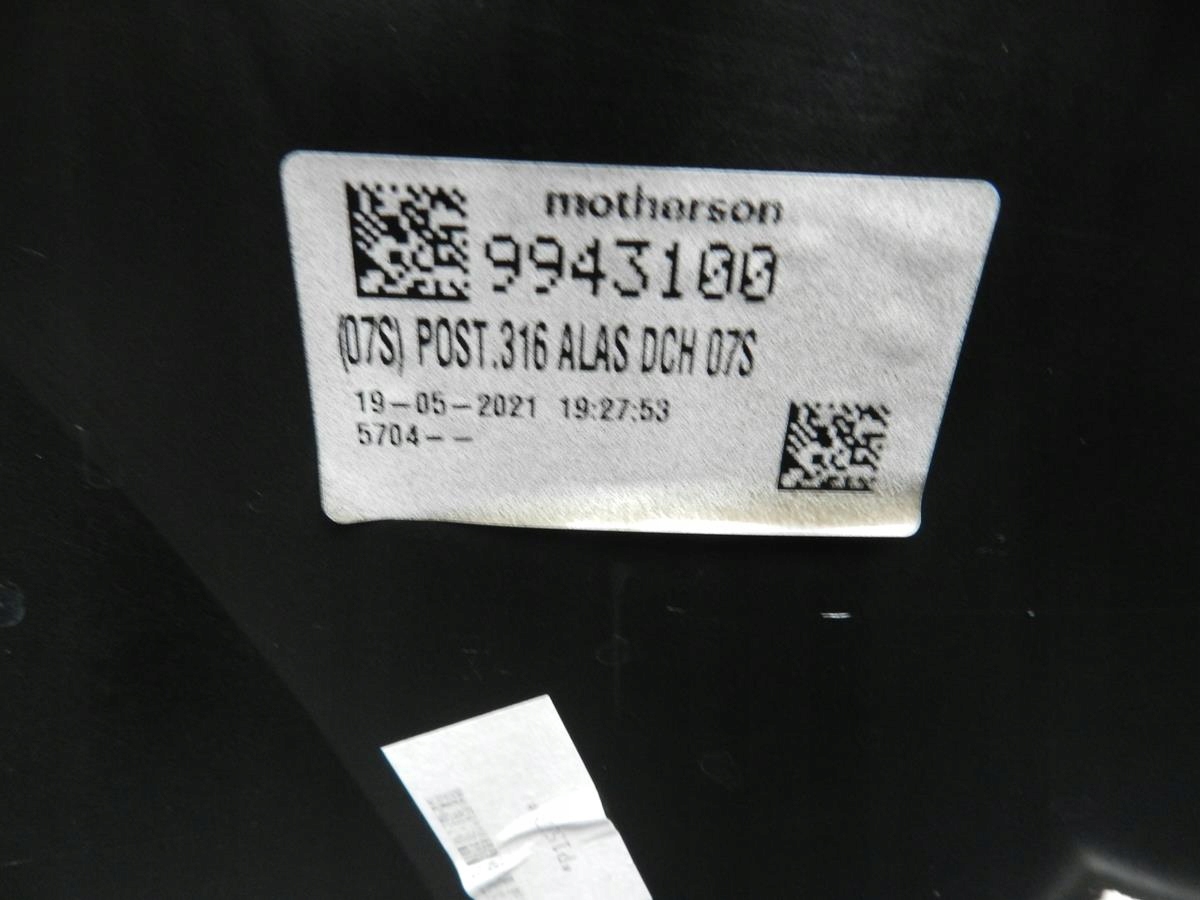 motherson
9943100
(07S) POST.316 ALAS DCH 07S
19-05-2021 19:27:53
5704--